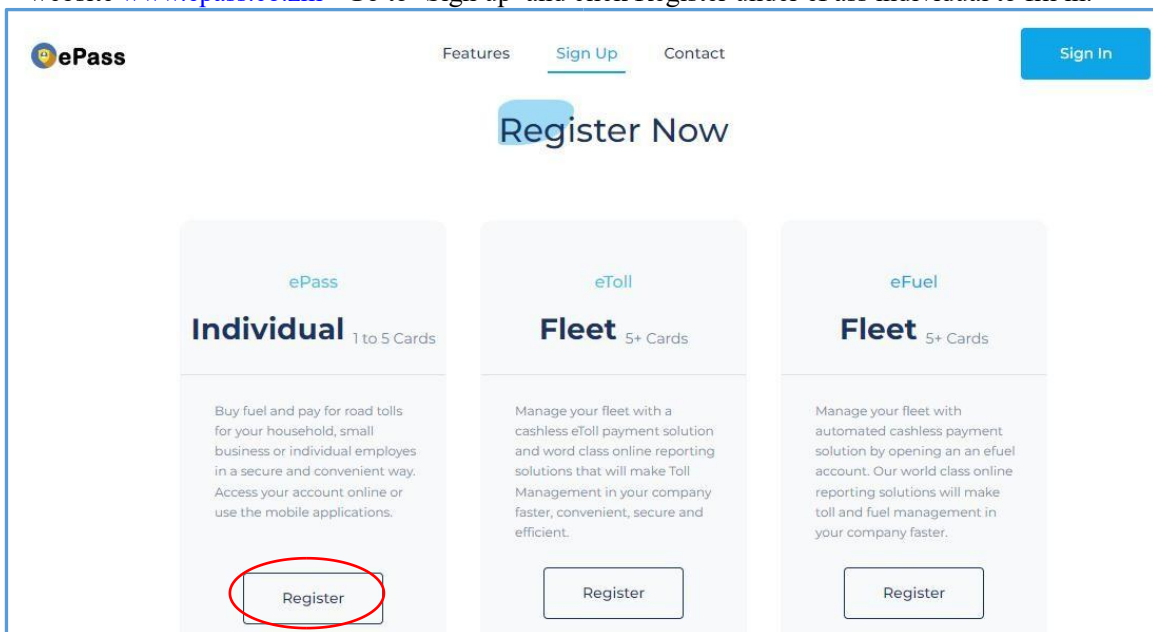 ePass
Features Sign Up Contact
Sign In
Register Now
ePass
Individual 1 to 5 Cards
Buy fuel and pay for road tolls
for your household, small
business or individual employes
in a secure and convenient way.
Access your account online or
use the mobile applications.
Register
eToll
Fleet 5+ Cards
Manage your fleet with a
cashless eToll payment solution
and word class online reporting
solutions that will make Toll
Management in your company
faster, convenient, secure and
efficient.
Register
eFuel
Fleet 5+ Cards
Manage your fleet with
automated cashless payment
solution by opening an an efuel
account. Our world class online
reporting solutions will make
toll and fuel management in
your company faster.
Register